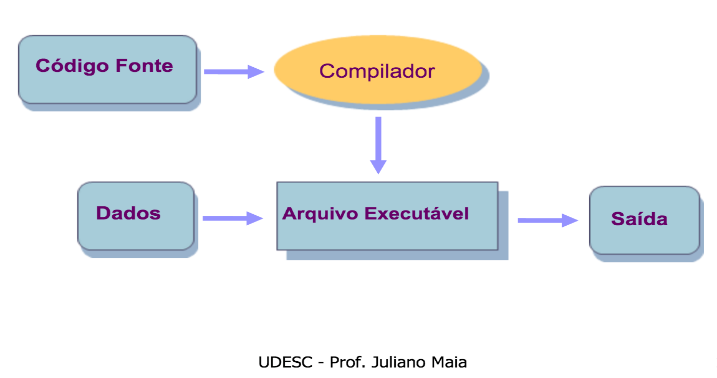 Código Fonte
Compilador
Dados
Arquivo Executável
Saída
UDESC - Prof. Juliano Maia